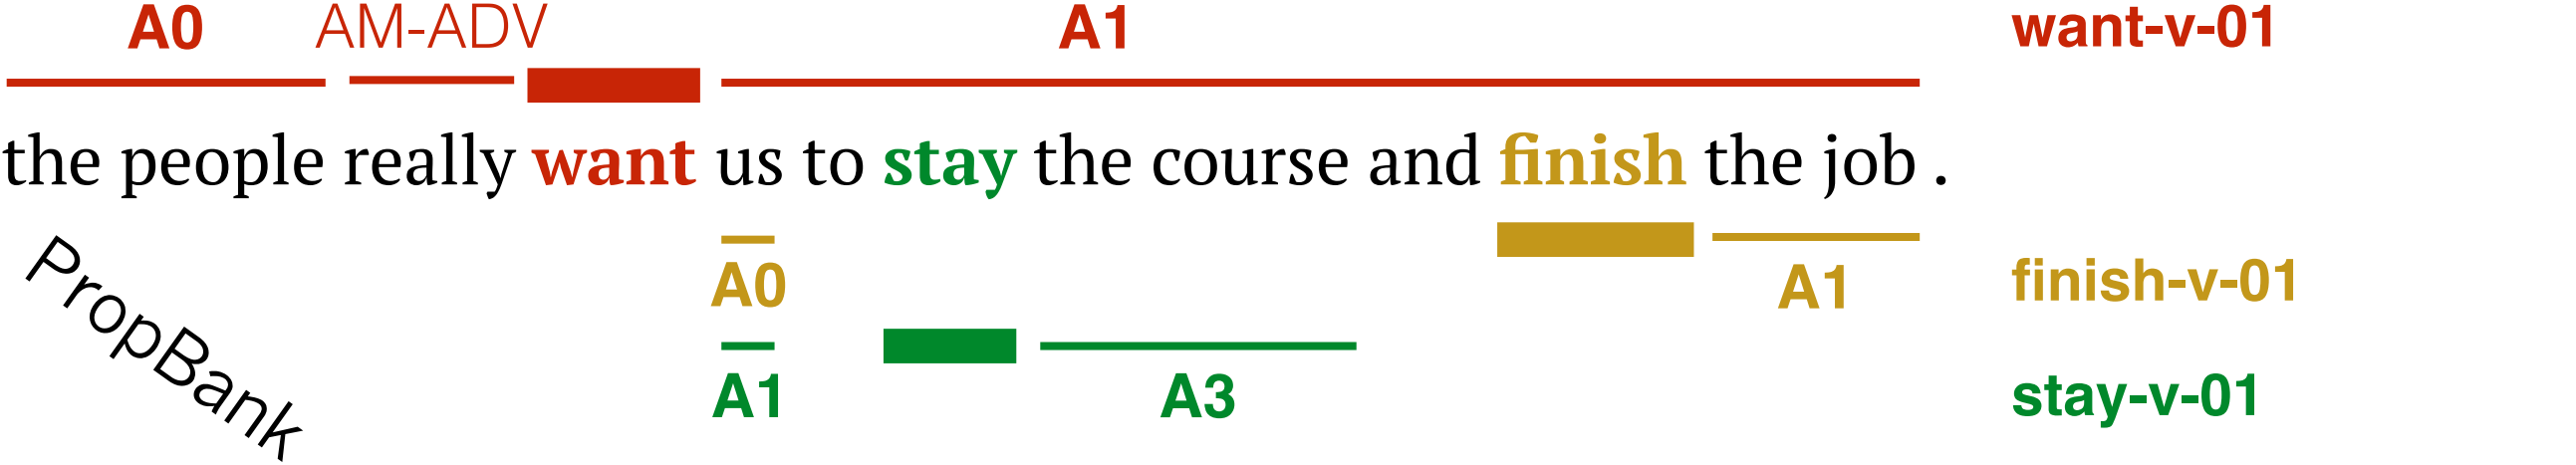 A0 AM-ADV A1 want-v-01
the people really want us to stay the course and finish the job .
A0 A1 finish-v-01
A1 A3 stay-v-01
PropBank